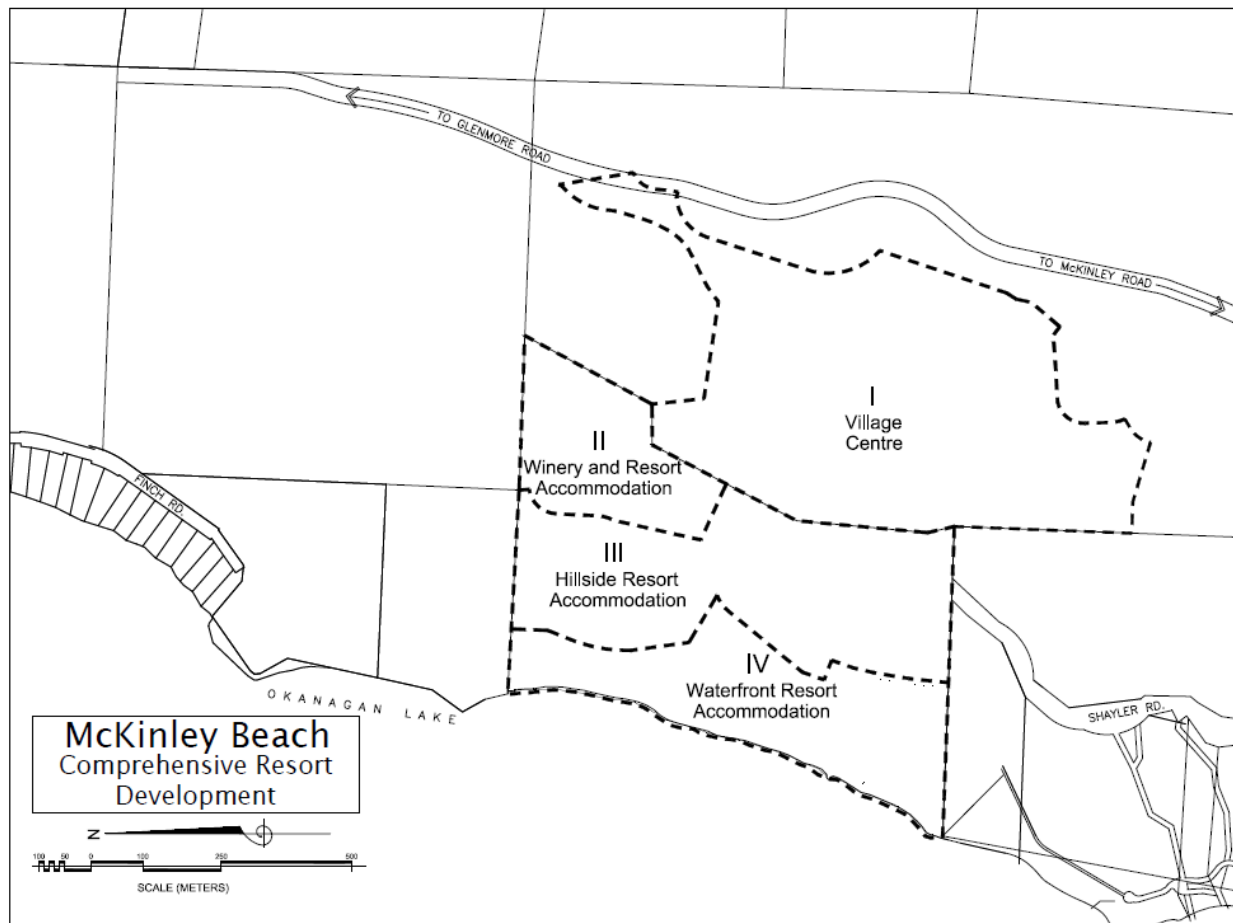 TO GLENMORE ROAD
TO McKINLEY ROAD
I
Village
Centre
II
Winery and Resort
Accommodation
FINCH RD.
III
Hillside Resort
Accommodation
IV
Waterfront Resort
Accommodation
OKANAGAN LAKE
SHAYLER RD.
McKinley Beach
Comprehensive Resort
Development
N
100 50 0 100 250 500
SCALE (METERS)